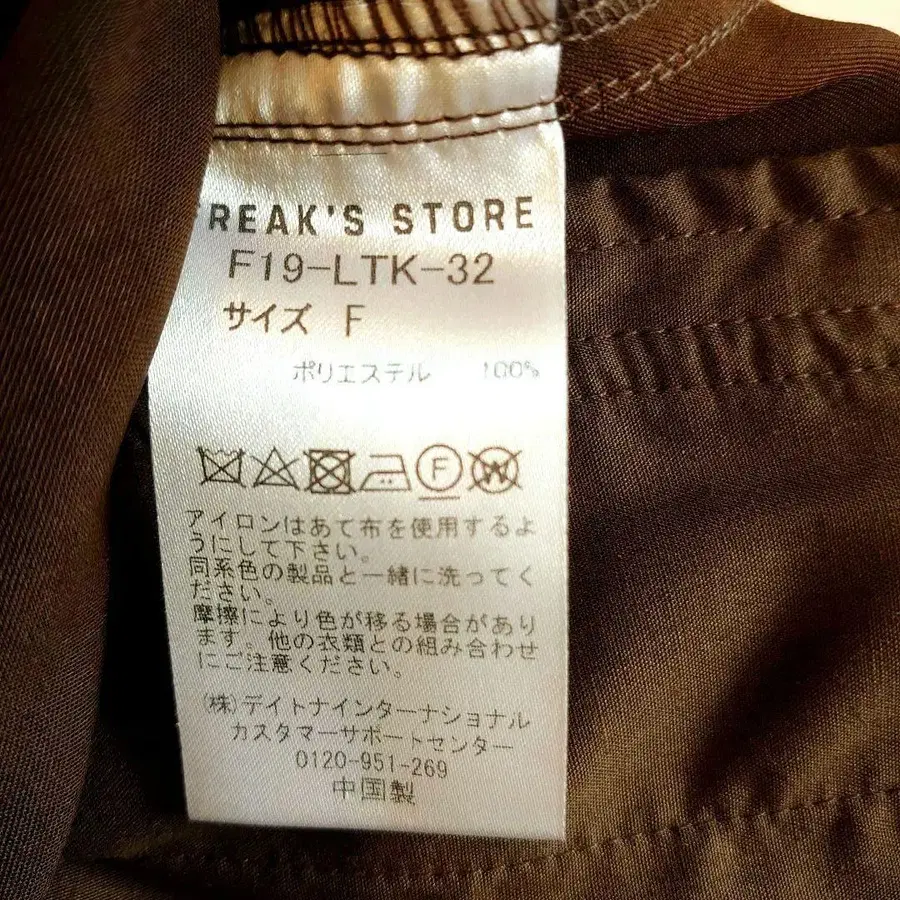 REAK'S STORE
F19-LTK-32
サイズ F
ポリエステル 100%
F
W
アイロンはあて布を使用するよ
うにして下さい。
同系色の製品と一緒に洗ってく
ださい。
摩擦により色が移る場合があり
ます。他の衣類との組み合わせ
にご注意ください。
(株)デイトナインターナショナル
カスタマーサポートセンター
0120-951-269
中国製